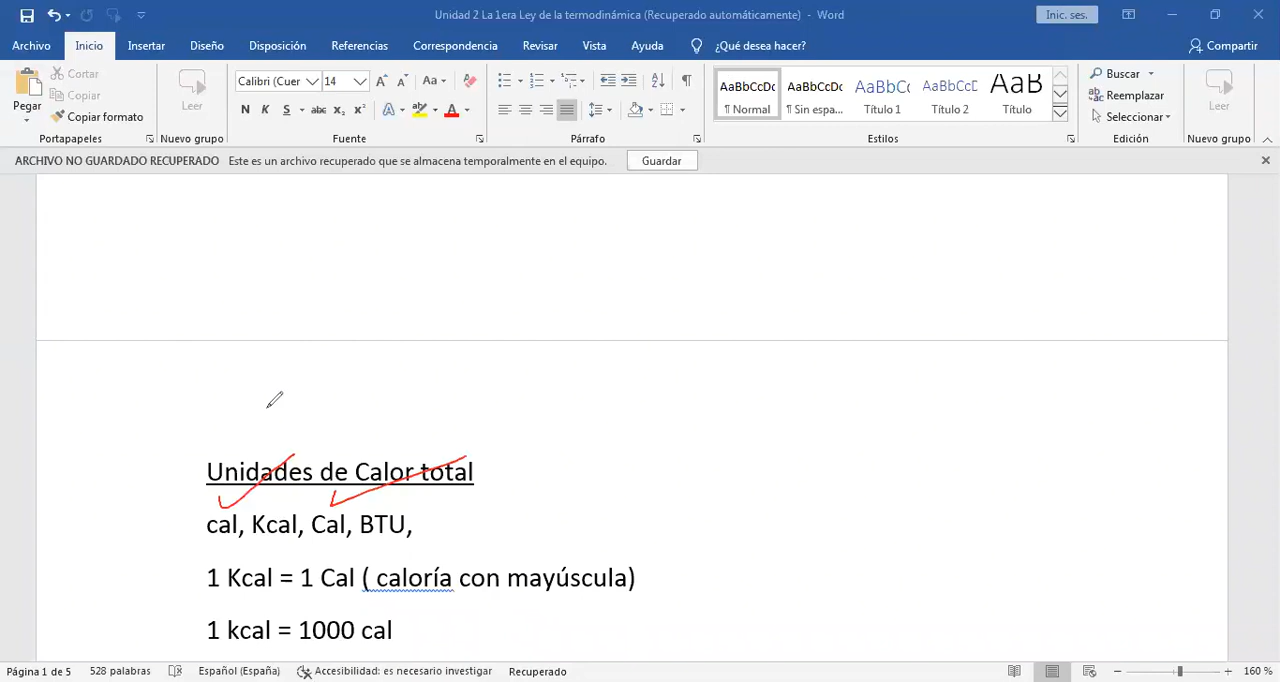 Unidad 2 La 1era Ley de la termodinámica (Recuperado automáticamente) - Word
Inic. ses.
Archivo Inicio Insertar Diseño Disposición Referencias Correspondencia Revisar Vista Ayuda ¿Qué desea hacer? Compartir
Pegar
Cortar
Copiar
Copiar formato
Portapapeles
Leer
Nuevo grupo
Calibri (Cuer 14
Aa
N K S abc x₂ x² A A
Fuente
Párrafo
AaBbCcDc AaBbCcDc AaBbCc AaBbCcD AaB
¶ Normal ¶ Sin espa... Título 1 Título 2 Título
Estilos
Buscar
Reemplazar
Seleccionar
Edición
Leer
Nuevo grupo
ARCHIVO NO GUARDADO RECUPERADO Este es un archivo recuperado que se almacena temporalmente en el equipo. Guardar
Unidades de Calor total
cal, Kcal, Cal, BTU,
1 Kcal = 1 Cal ( caloría con mayúscula)
1 kcal = 1000 cal
Página 1 de 5 528 palabras Español (España) Accesibilidad: es necesario investigar Recuperado 160 %